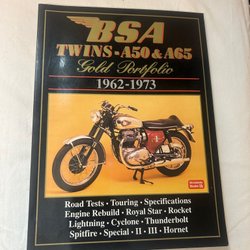 BSA
TWINS - A50 & A65
Gold Portfolio
1962-1973
Road Tests · Touring · Specifications
Engine Rebuild · Royal Star · Rocket
Lightning · Cyclone · Thunderbolt
Spitfire · Special · II · III · Hornet